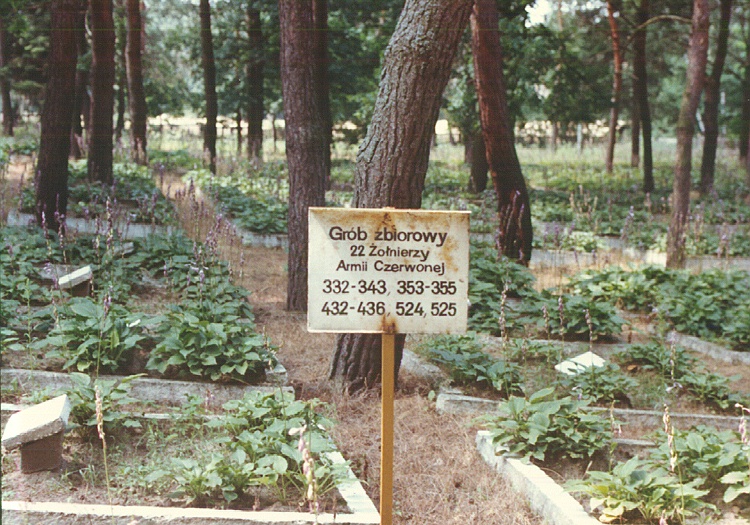 Grób zbiorowy
22 Żołnierzy
Armii Czerwonej
332-343, 353-355
432-436, 524, 525